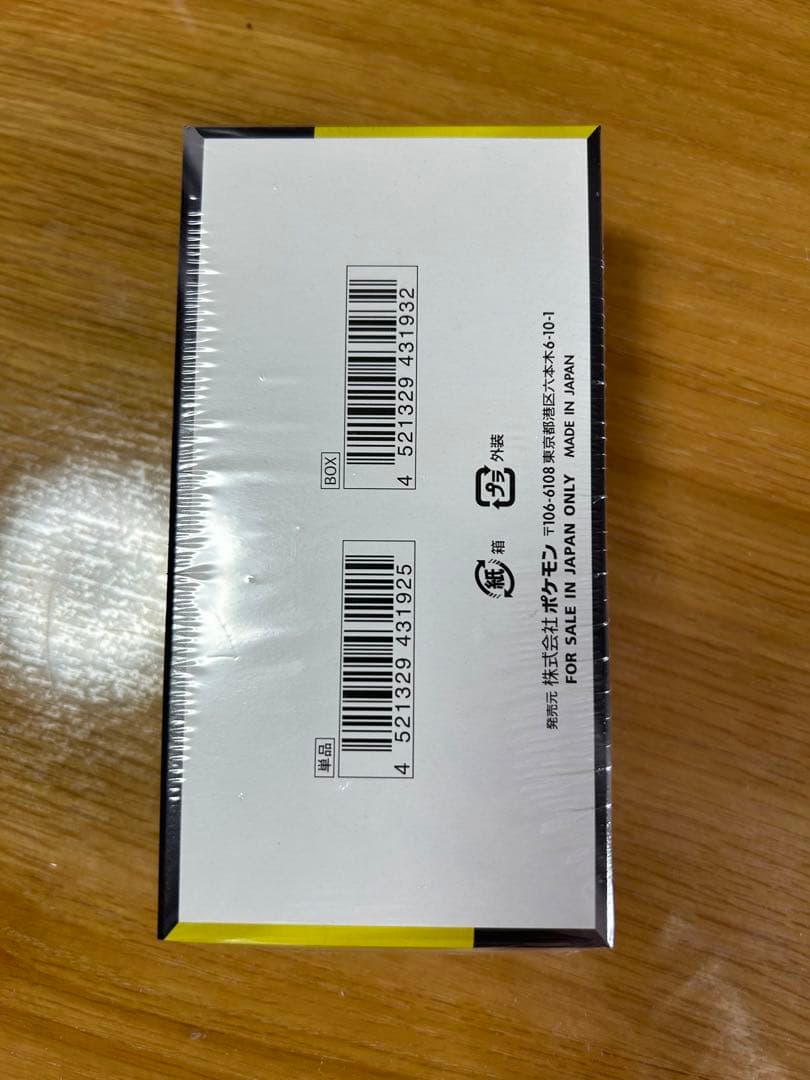 単品
4 521329 431925
BOX
4 521329 431932
紙 箱 プラ 外装
発売元 株式会社 ポケモン 〒106-6108 東京都港区六本木6-10-1
FOR SALE IN JAPAN ONLY MADE IN JAPAN